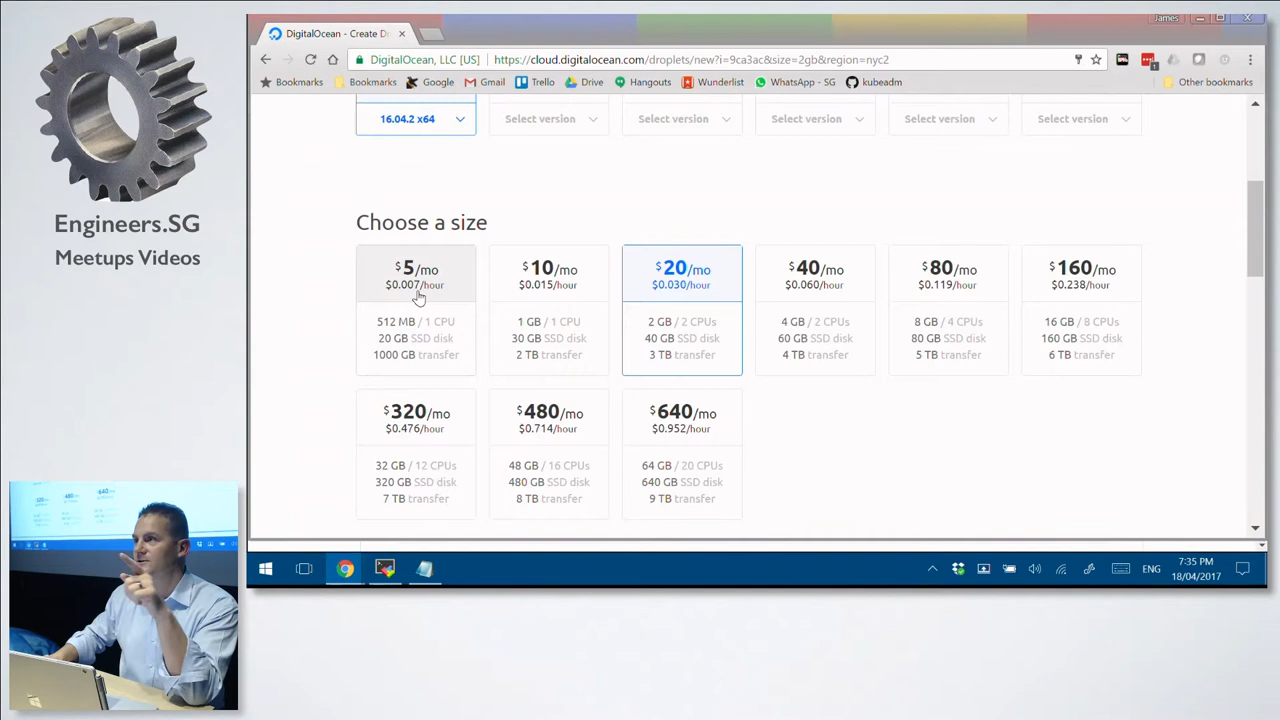 Engineers.SG
Meetups Videos
James
DigitalOcean - Create Dr
DigitalOcean, LLC [US]
https://cloud.digitalocean.com/droplets/new?i=9ca3ac&size=2gb&region=nyc2
Bookmarks
Bookmarks
Google
Gmail
Trello
Drive
Hangouts
Wunderlist
WhatsApp - SG
kubeadm
Other bookmarks
16.04.2 x64
Select version
Select version
Select version
Select version
Select version
Choose a size
$5/mo
$0.007/hour
512 MB / 1 CPU
20 GB SSD disk
1000 GB transfer
$10/mo
$0.015/hour
1 GB / 1 CPU
30 GB SSD disk
2 TB transfer
$20/mo
$0.030/hour
2 GB / 2 CPUs
40 GB SSD disk
3 TB transfer
$40/mo
$0.060/hour
4 GB / 2 CPUs
60 GB SSD disk
4 TB transfer
$80/mo
$0.119/hour
8 GB / 4 CPUs
80 GB SSD disk
5 TB transfer
$160/mo
$0.238/hour
16 GB / 8 CPUs
160 GB SSD disk
6 TB transfer
$320/mo
$0.476/hour
32 GB / 12 CPUs
320 GB SSD disk
7 TB transfer
$480/mo
$0.714/hour
48 GB / 16 CPUs
480 GB SSD disk
8 TB transfer
$640/mo
$0.952/hour
64 GB / 20 CPUs
640 GB SSD disk
9 TB transfer
ENG
7:35 PM
18/04/2017